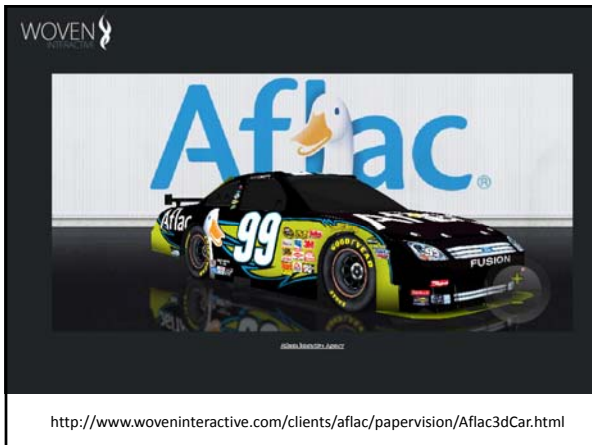 WOVEN
INTERACTIVE
Aflac®
Aflac
99
GOODYEAR
FUSION
http://www.woveninteractive.com/clients/aflac/papervision/Aflac3dCar.html